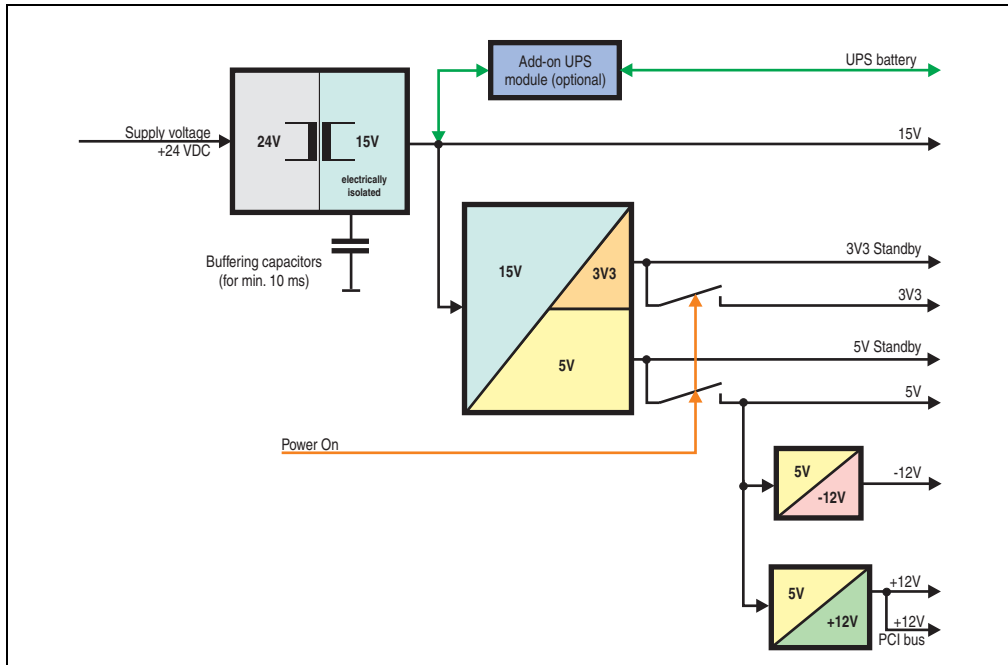 Add-on UPS
module (optional)
UPS battery
Supply voltage
+24 VDC
24V
15V
electrically
isolated
15V
Buffering capacitors
(for min. 10 ms)
15V
3V3
5V
3V3 Standby
3V3
5V Standby
5V
Power On
5V
-12V
-12V
5V
+12V
+12V
+12V
PCI bus